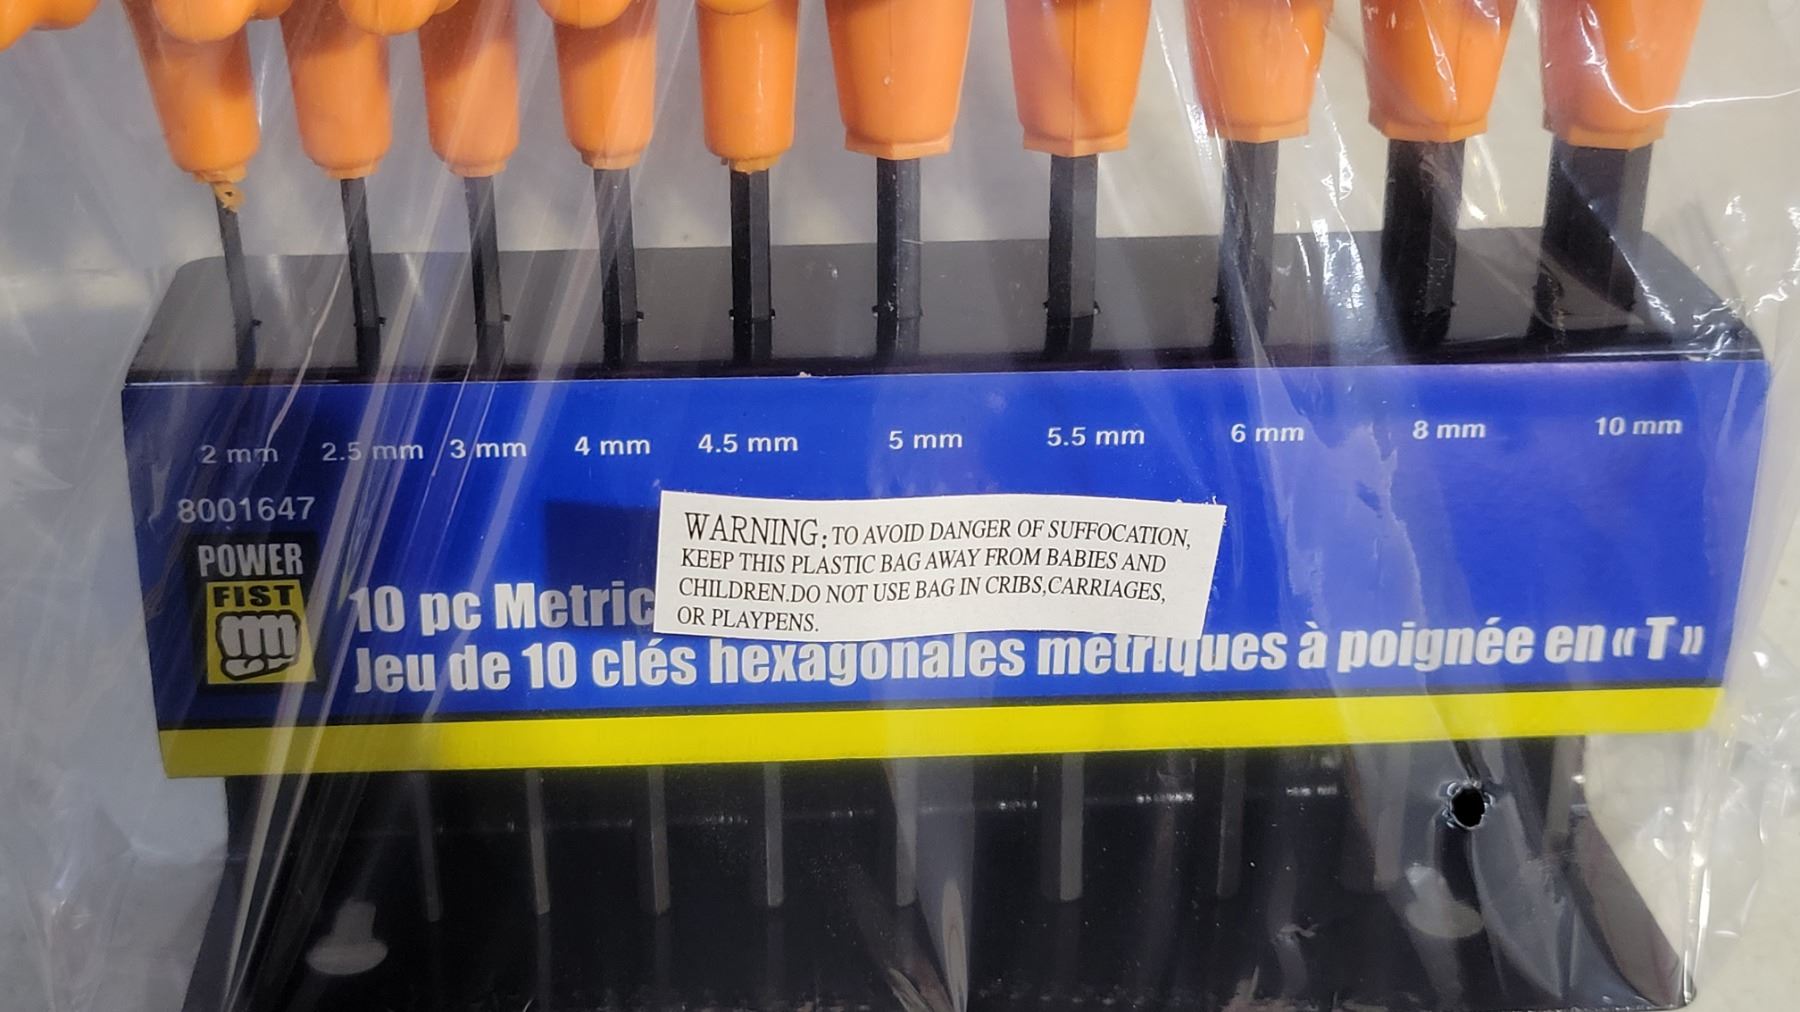 2 mm 2.5 mm 3 mm 4 mm 4.5 mm 5 mm 5.5 mm 6 mm 8 mm 10 mm
8001647
POWER
FIST
10 pc Metric
Jeu de 10 clés hexagonales métriques à poignée en « T »
WARNING: TO AVOID DANGER OF SUFFOCATION,
KEEP THIS PLASTIC BAG AWAY FROM BABIES AND
CHILDREN.DO NOT USE BAG IN CRIBS,CARRIAGES,
OR PLAYPENS.